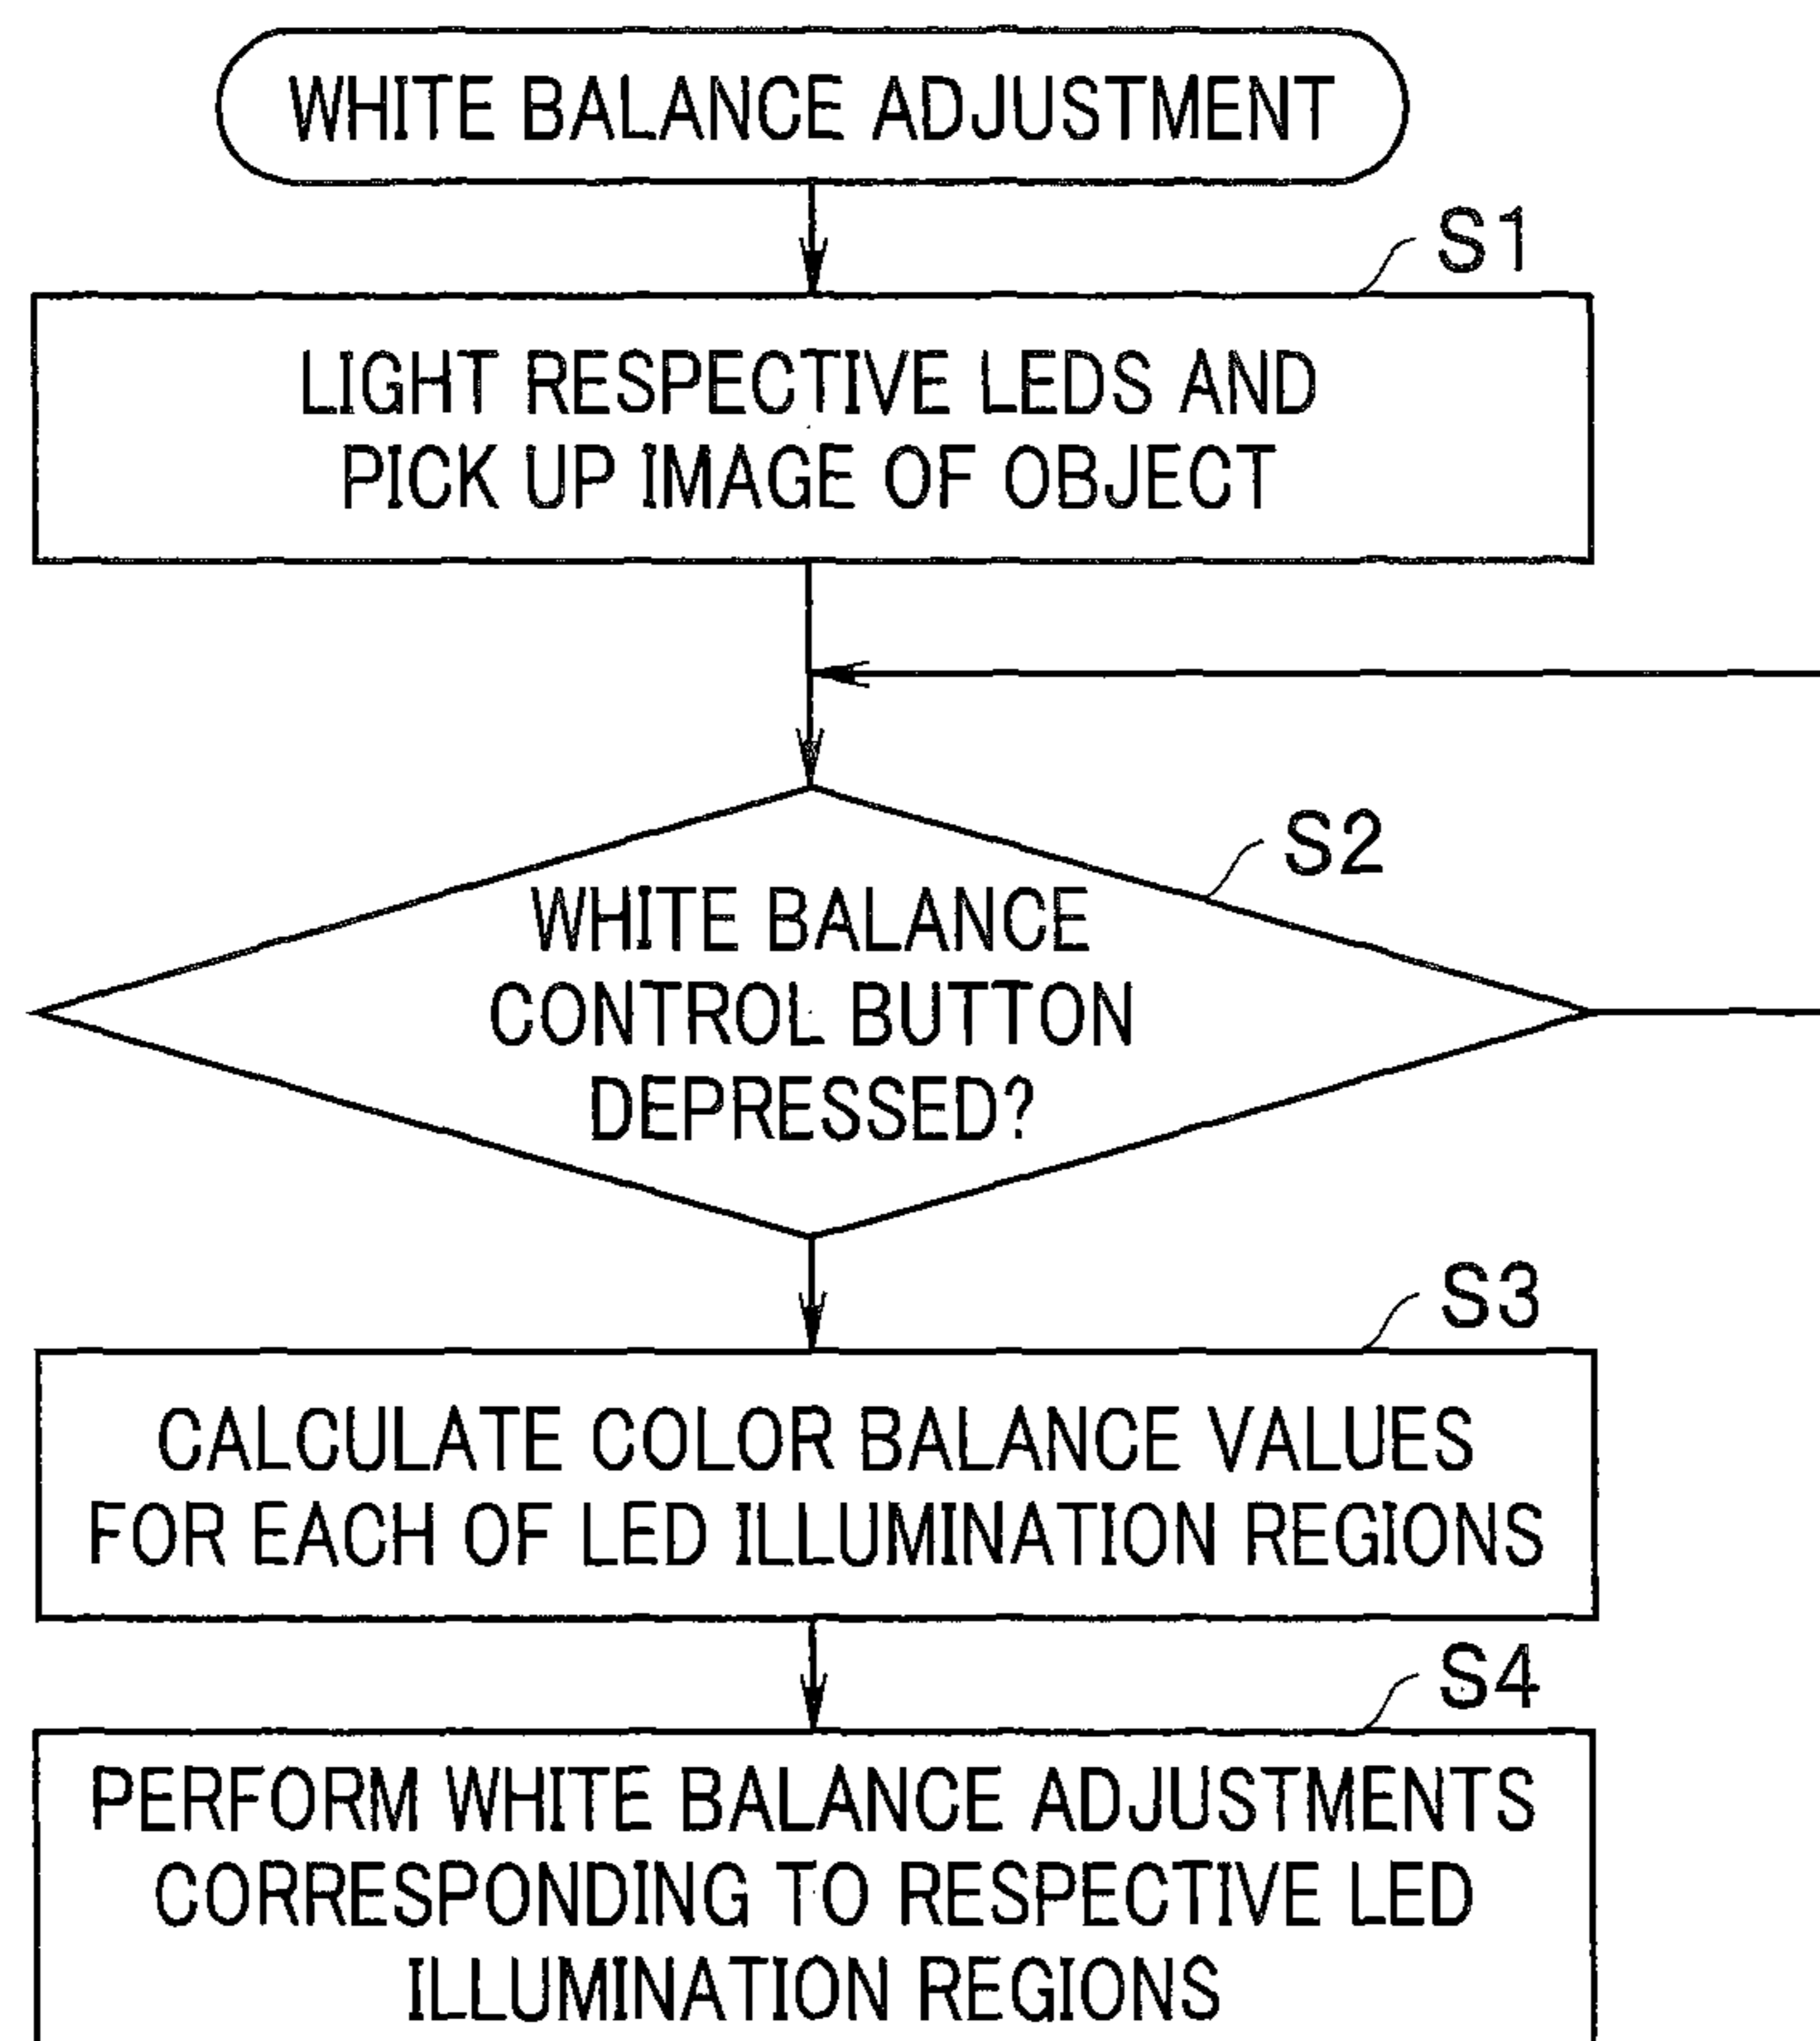 WHITE BALANCE ADJUSTMENT
S1
LIGHT RESPECTIVE LEDS AND
PICK UP IMAGE OF OBJECT
S2
WHITE BALANCE
CONTROL BUTTON
DEPRESSED?
S3
CALCULATE COLOR BALANCE VALUES
FOR EACH OF LED ILLUMINATION REGIONS
S4
PERFORM WHITE BALANCE ADJUSTMENTS
CORRESPONDING TO RESPECTIVE LED
ILLUMINATION REGIONS